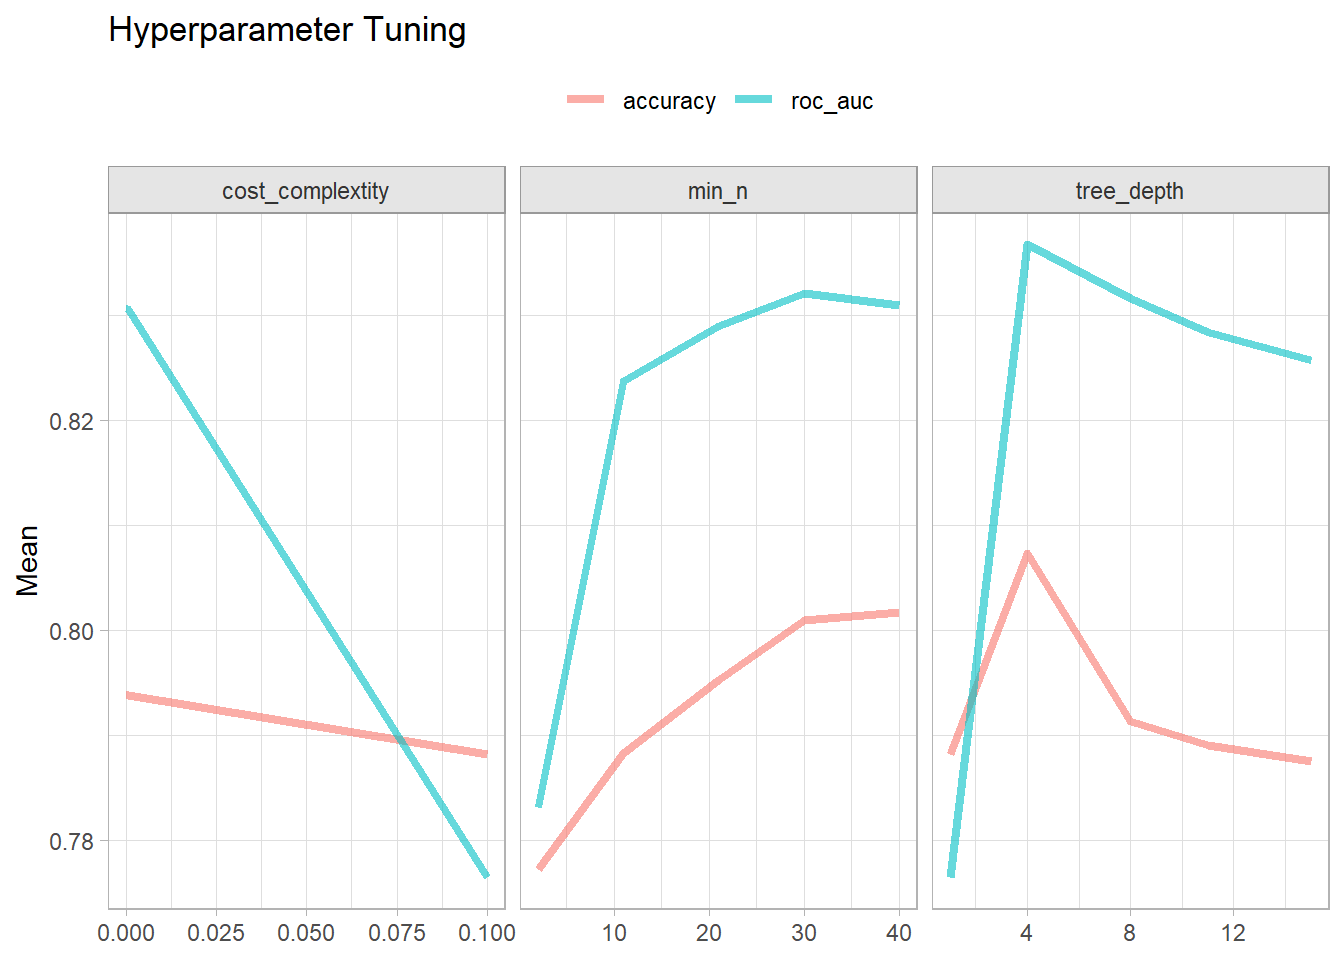 Hyperparameter Tuning
accuracy roc_auc
cost_complextity min_n tree_depth
0.82
0.80
0.78
Mean
0.000 0.025 0.050 0.075 0.100 10 20 30 40 4 8 12